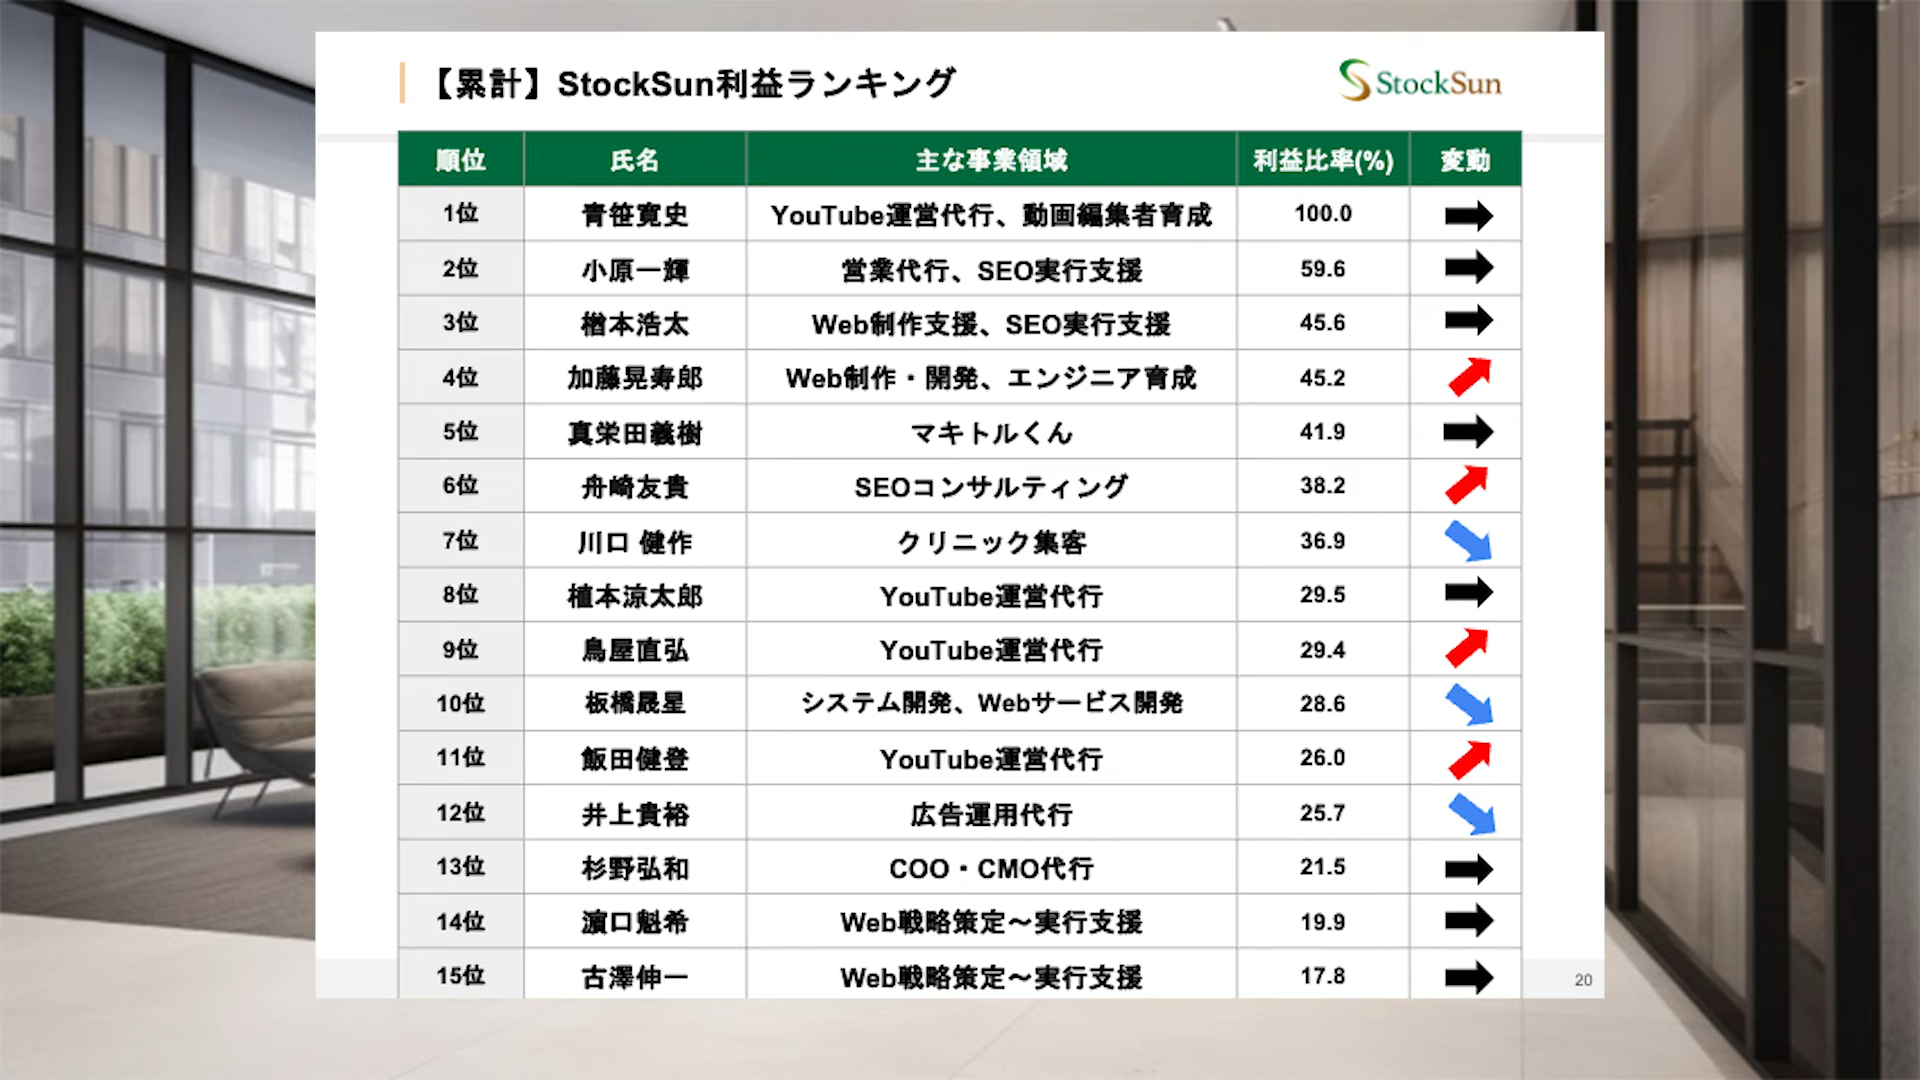 【累計】StockSun利益ランキング
StockSun
順位 氏名 主な事業領域 利益比率(%) 変動
1位 青笹寛史 YouTube運営代行、動画編集者育成 100.0
2位 小原一輝 営業代行、SEO実行支援 59.6
3位 楢本浩太 Web制作支援、SEO実行支援 45.6
4位 加藤晃寿郎 Web制作・開発、エンジニア育成 45.2
5位 真栄田義樹 マキトルくん 41.9
6位 舟崎友貴 SEOコンサルティング 38.2
7位 川口 健作 クリニック集客 36.9
8位 植本涼太郎 YouTube運営代行 29.5
9位 鳥屋直弘 YouTube運営代行 29.4
10位 板橋晟星 システム開発、Webサービス開発 28.6
11位 飯田健登 YouTube運営代行 26.0
12位 井上貴裕 広告運用代行 25.7
13位 杉野弘和 COO・CMO代行 21.5
14位 濵口魁希 Web戦略策定〜実行支援 19.9
15位 古澤伸一 Web戦略策定〜実行支援 17.8
20